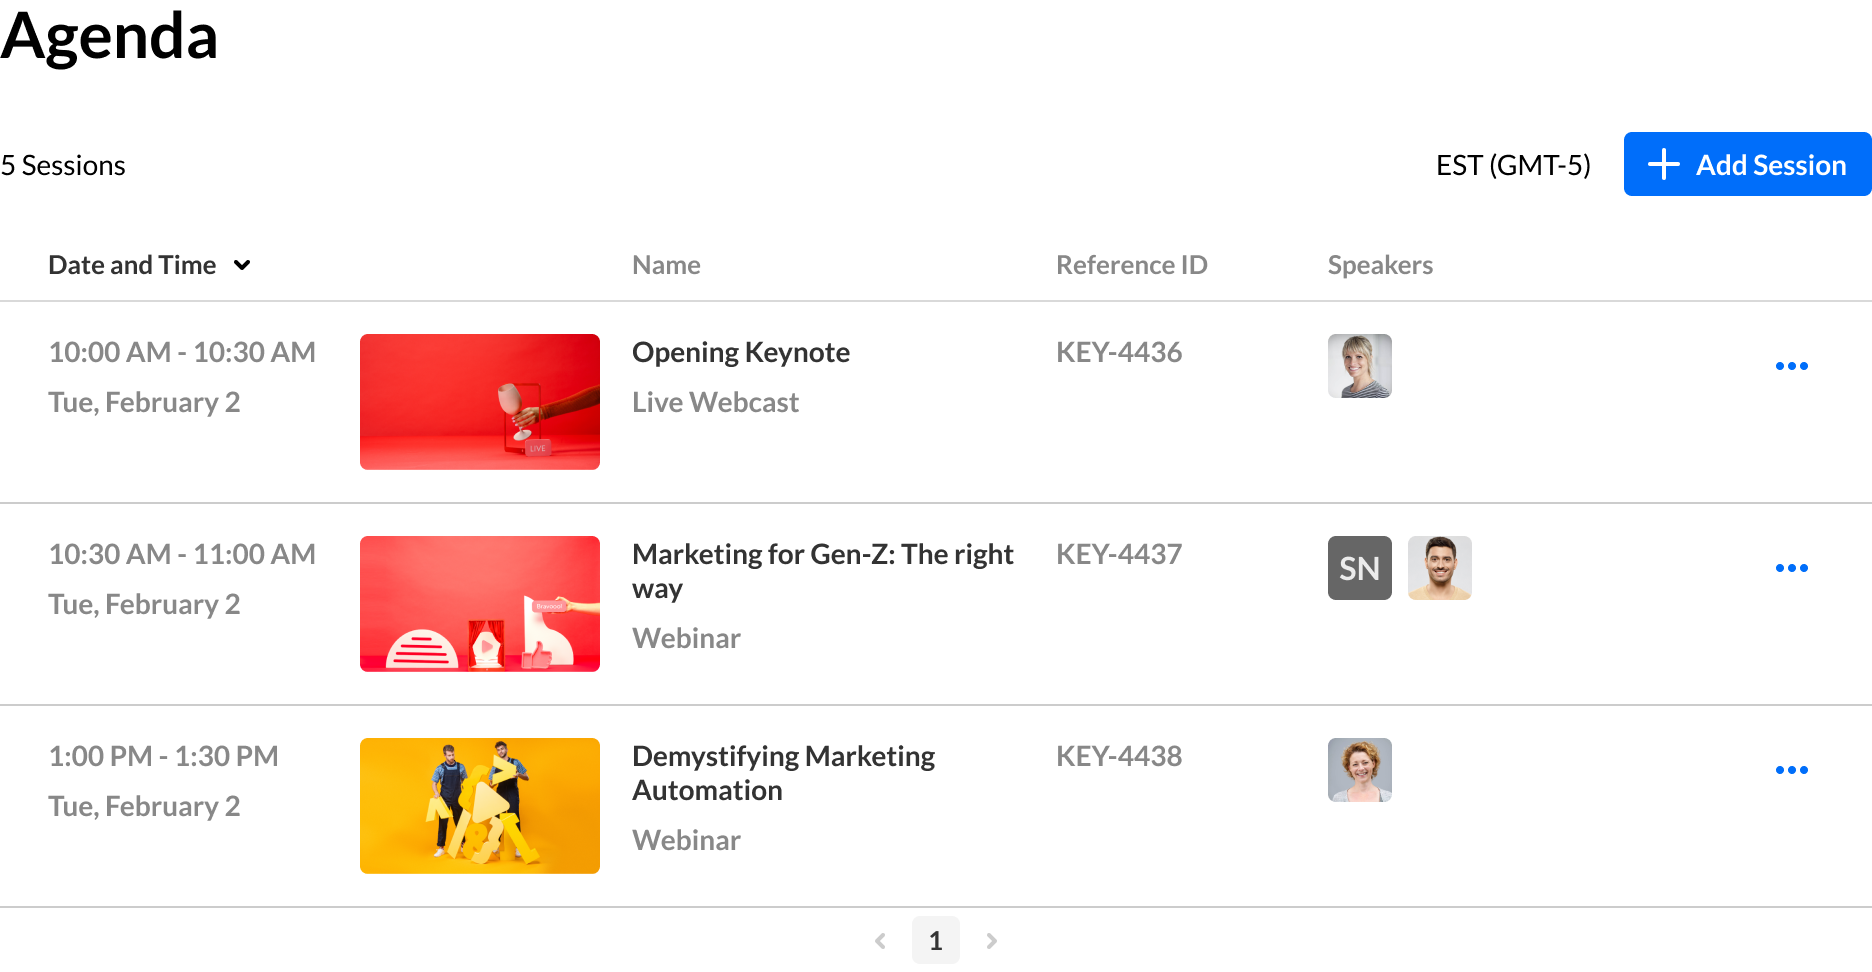 Agenda
5 Sessions
EST (GMT-5)
Add Session
Date and Time
Name
Reference ID
Speakers
10:00 AM - 10:30 AM
Tue, February 2
LIVE
Opening Keynote
Live Webcast
KEY-4436
10:30 AM - 11:00 AM
Tue, February 2
Marketing for Gen-Z: The right
way
Webinar
KEY-4437
SN
1:00 PM - 1:30 PM
Tue, February 2
Demystifying Marketing
Automation
Webinar
KEY-4438
1